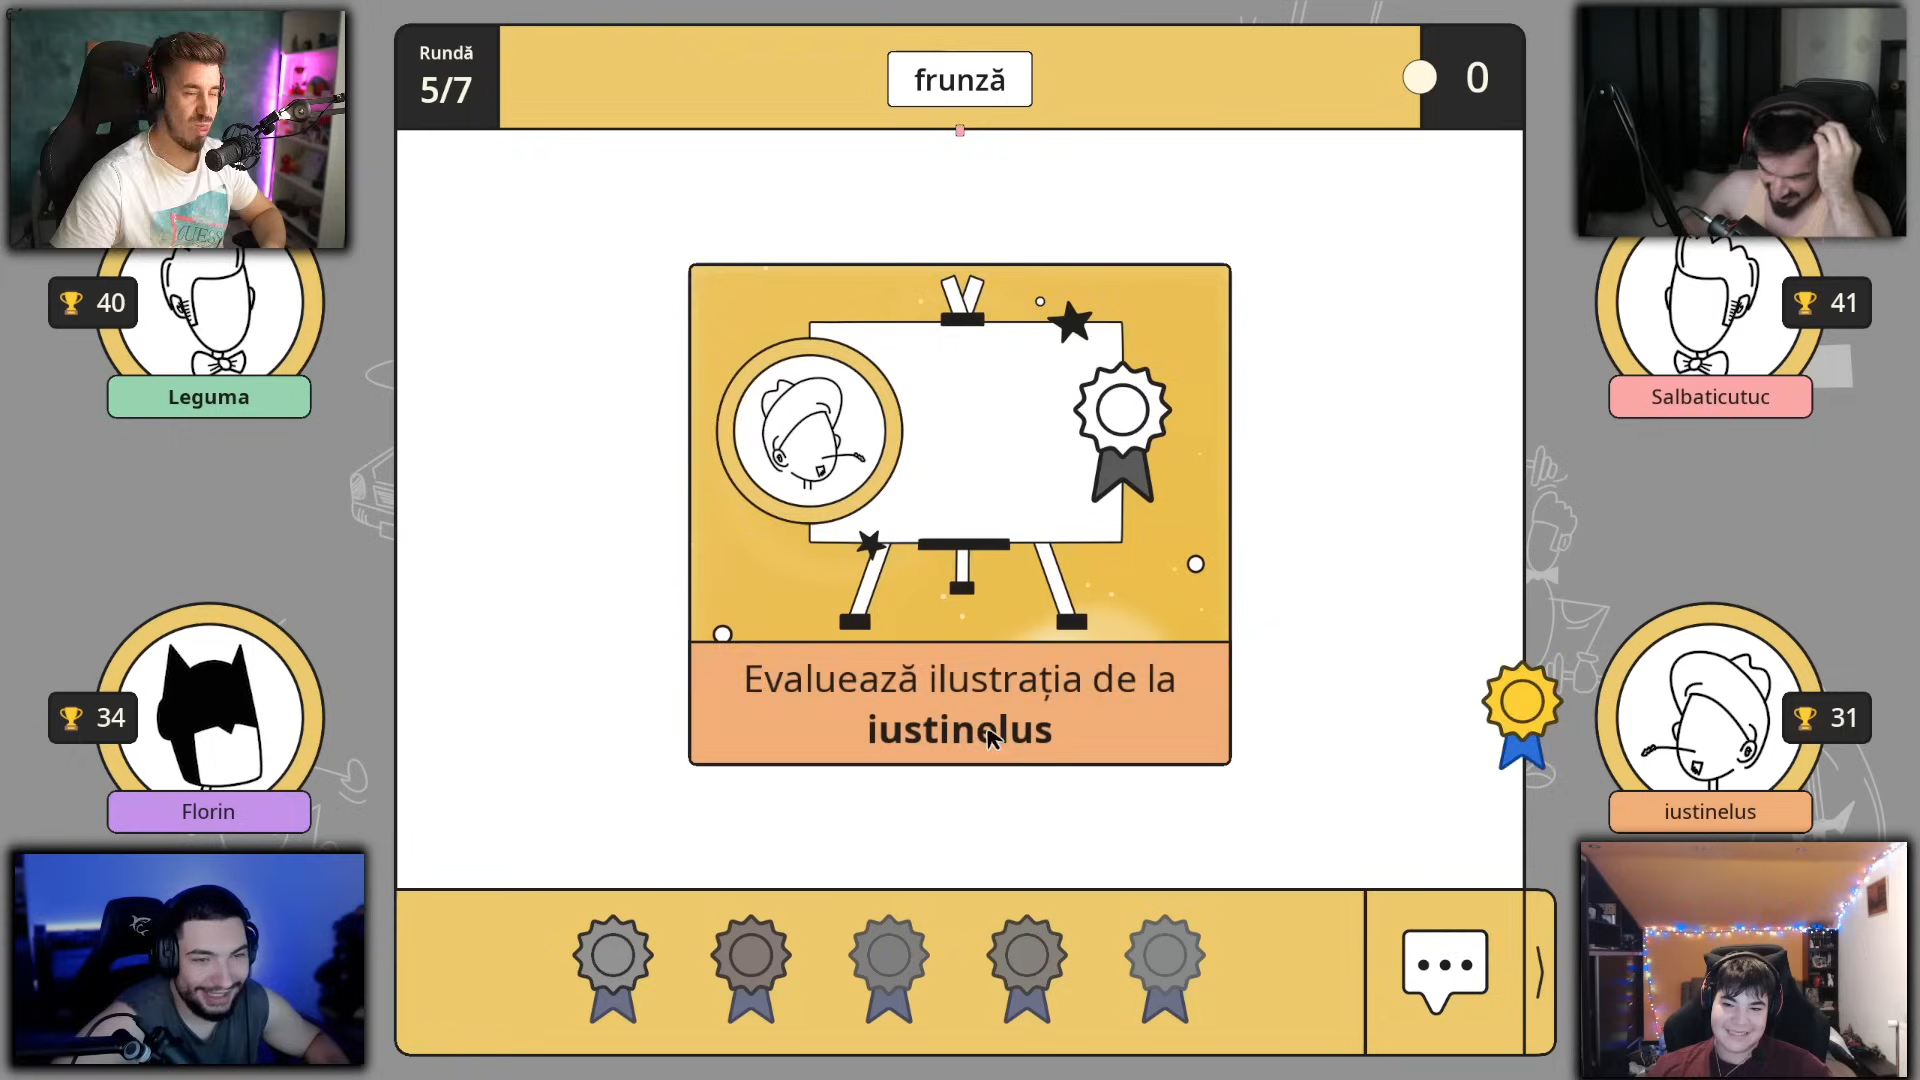 Rundă
5/7
frunză
0
40
Leguma
41
Salbaticutuc
Evaluează ilustrația de la
iustinelus
34
Florin
31
iustinelus